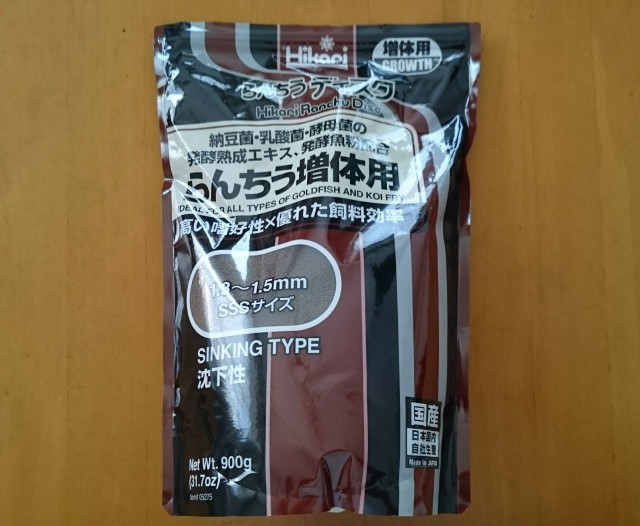 Hikari
増体用
GROWTH
らんちうディスク
Hikari Ranchu Disc
納豆菌・乳酸菌・酵母菌の
発酵熟成エキス、発酵魚粉配合
らんちう増体用
IDEAL FOR ALL TYPES OF GOLDFISH AND KOI FRY
高い嗜好性×優れた飼料効率
1.3～1.5mm
SSSサイズ
SINKING TYPE
沈下性
国産
日本国内
自社生産
Made in JAPAN
Net Wt. 900g
(31.7oz)
Item# 05275